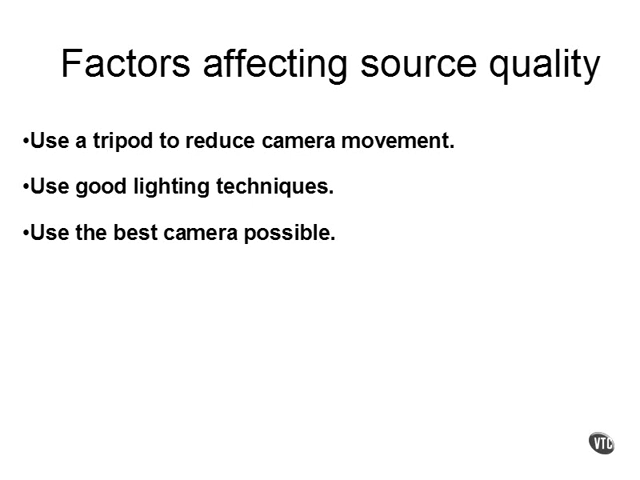 Factors affecting source quality
•Use a tripod to reduce camera movement.
•Use good lighting techniques.
•Use the best camera possible.
VTC